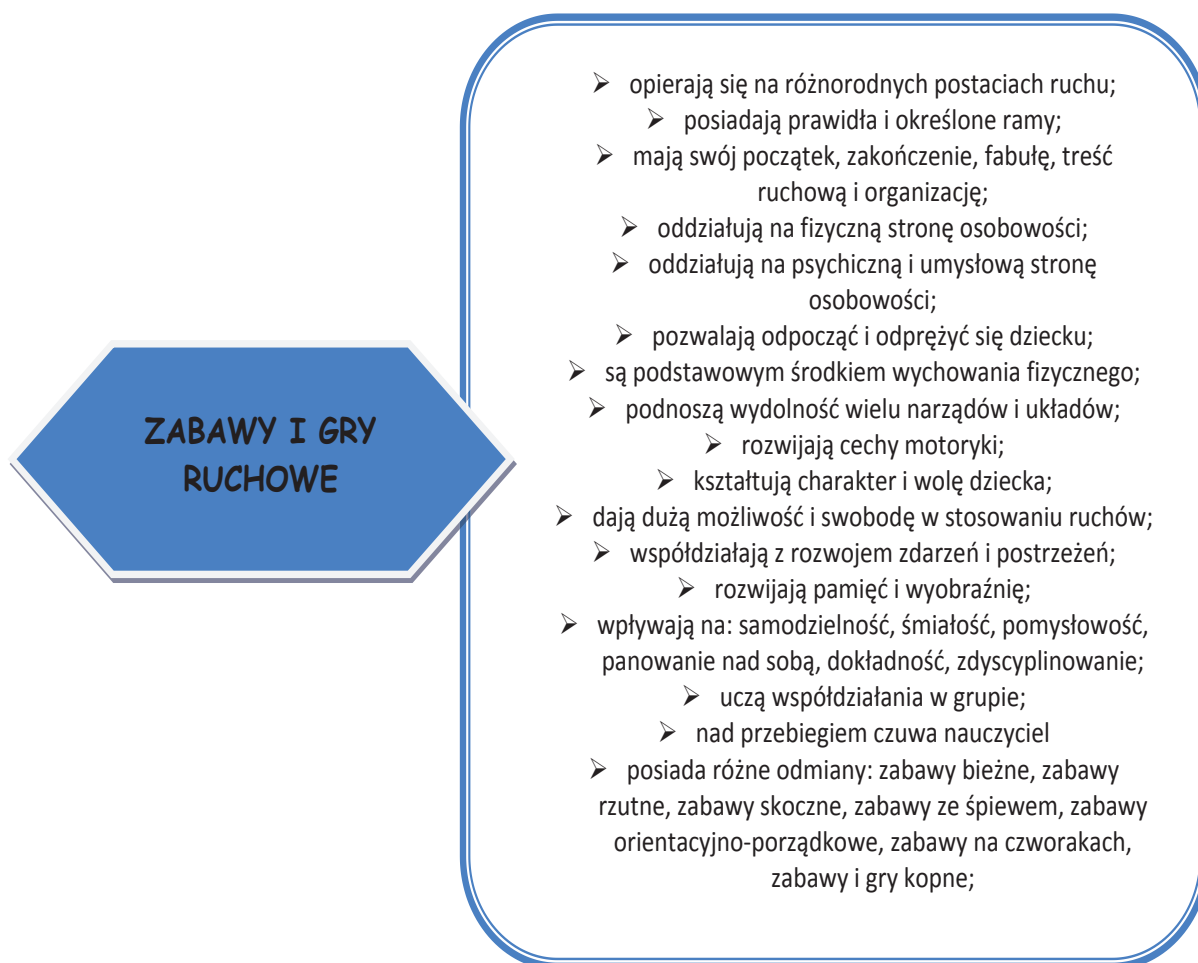 ZABAWY I GRY
RUCHOWE
➢ opierają się na różnorodnych postaciach ruchu;
➢ posiadają prawidła i określone ramy;
➢ mają swój początek, zakończenie, fabułę, treść
ruchową i organizację;
➢ oddziałują na fizyczną stronę osobowości;
➢ oddziałują na psychiczną i umysłową stronę
osobowości;
➢ pozwalają odpocząć i odprężyć się dziecku;
➢ są podstawowym środkiem wychowania fizycznego;
➢ podnoszą wydolność wielu narządów i układów;
➢ rozwijają cechy motoryki;
➢ kształtują charakter i wolę dziecka;
➢ dają dużą możliwość i swobodę w stosowaniu ruchów;
➢ współdziałają z rozwojem zdarzeń i postrzeżeń;
➢ rozwijają pamięć i wyobraźnię;
➢ wpływają na: samodzielność, śmiałość, pomysłowość,
panowanie nad sobą, dokładność, zdyscyplinowanie;
➢ uczą współdziałania w grupie;
➢ nad przebiegiem czuwa nauczyciel
➢ posiada różne odmiany: zabawy bieżne, zabawy
rzutne, zabawy skoczne, zabawy ze śpiewem, zabawy
orientacyjno-porządkowe, zabawy na czworakach,
zabawy i gry kopne;